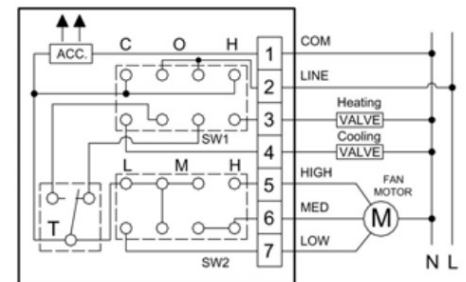 COM
C O H 1
ACC.
LINE
2
Heating
3 VALVE
SW1
Cooling
4 VALVE
L M H
HIGH
5
FAN
MOTOR
MED
6 M
T
LOW
7
SW2
N L